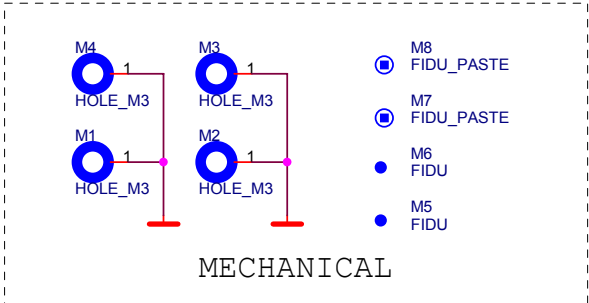 M4
1
HOLE_M3
M3
1
HOLE_M3
M1
1
HOLE_M3
M2
1
HOLE_M3
M8
FIDU_PASTE
M7
FIDU_PASTE
M6
FIDU
M5
FIDU
MECHANICAL